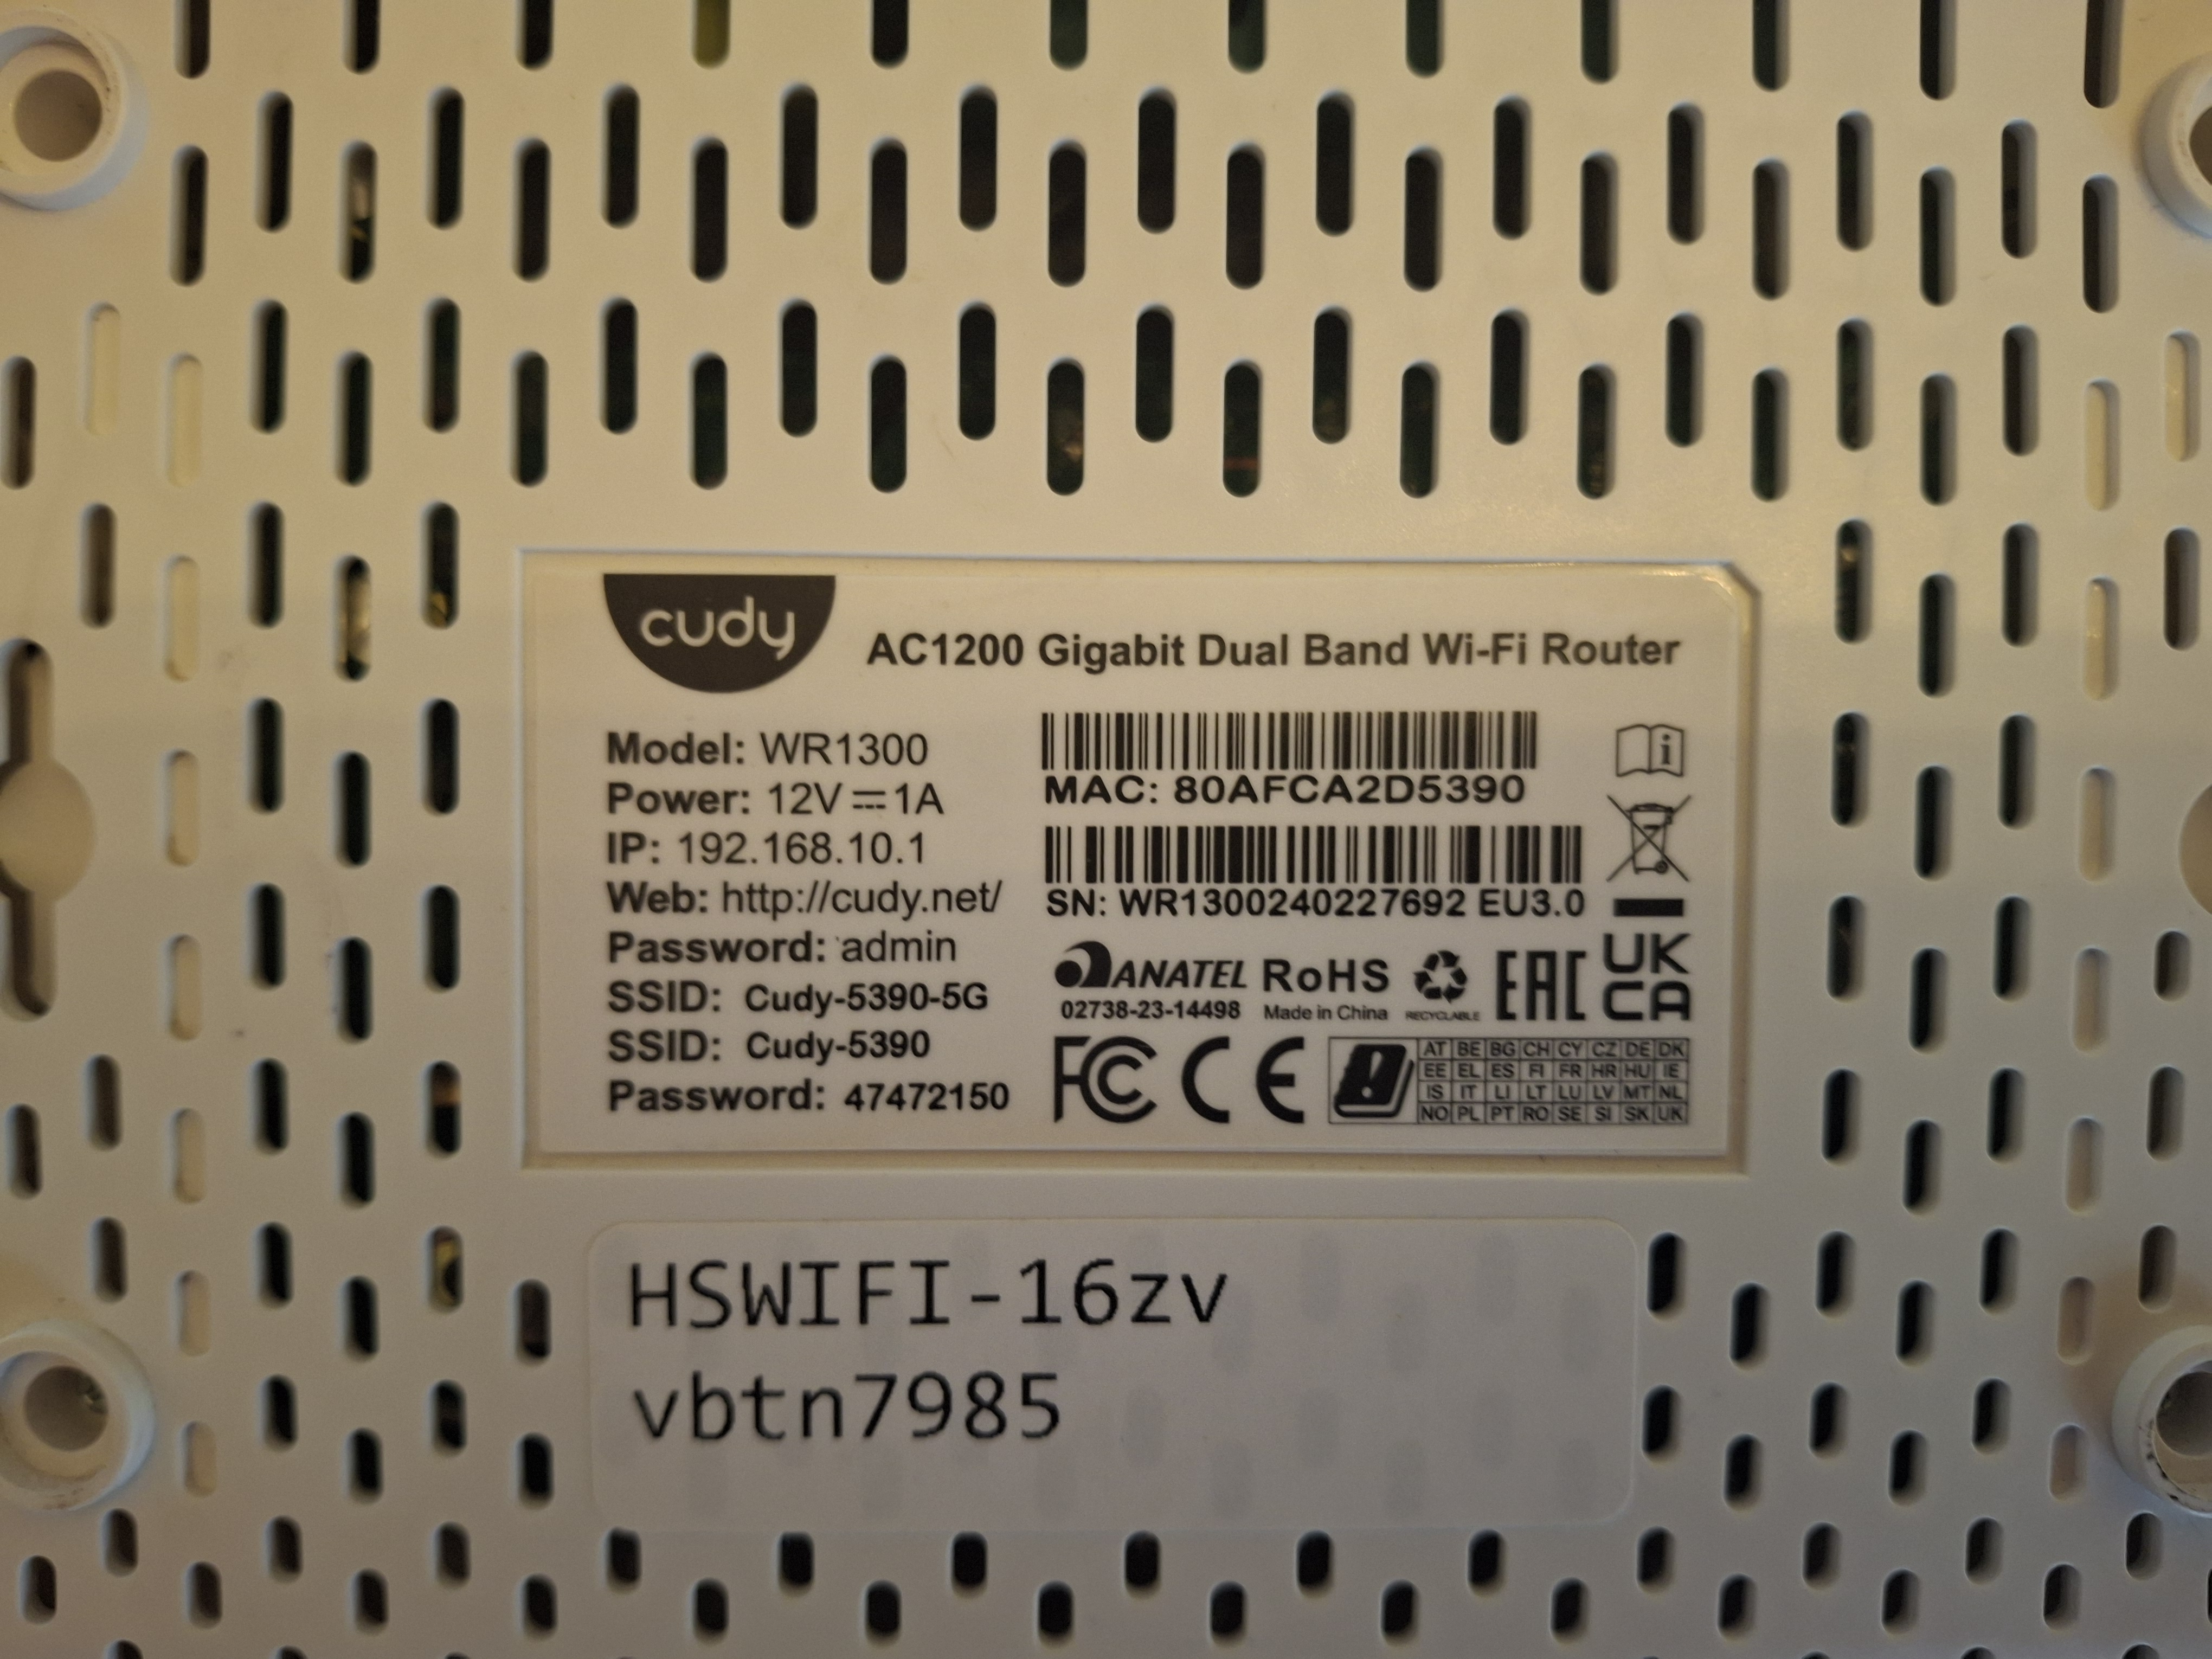 cudy
AC1200 Gigabit Dual Band Wi-Fi Router
Model: WR1300
Power: 12V⎓1A
IP: 192.168.10.1
Web: http://cudy.net/
Password: admin
SSID: Cudy-5390-5G
SSID: Cudy-5390
Password: 47472150
MAC: 80AFCA2D5390
SN: WR1300240227692 EU3.0
ANATEL
02738-23-14498
RoHS
Made in China
RECYCLABLE
EAC
UK
CA
FC CE
AT BE BG CH CY CZ DE DK
EE EL ES FI FR HR HU IE
IS IT LI LT LU LV MT NL
NO PL PT RO SE SI SK UK
HSWIFI-16zv
vbtn7985